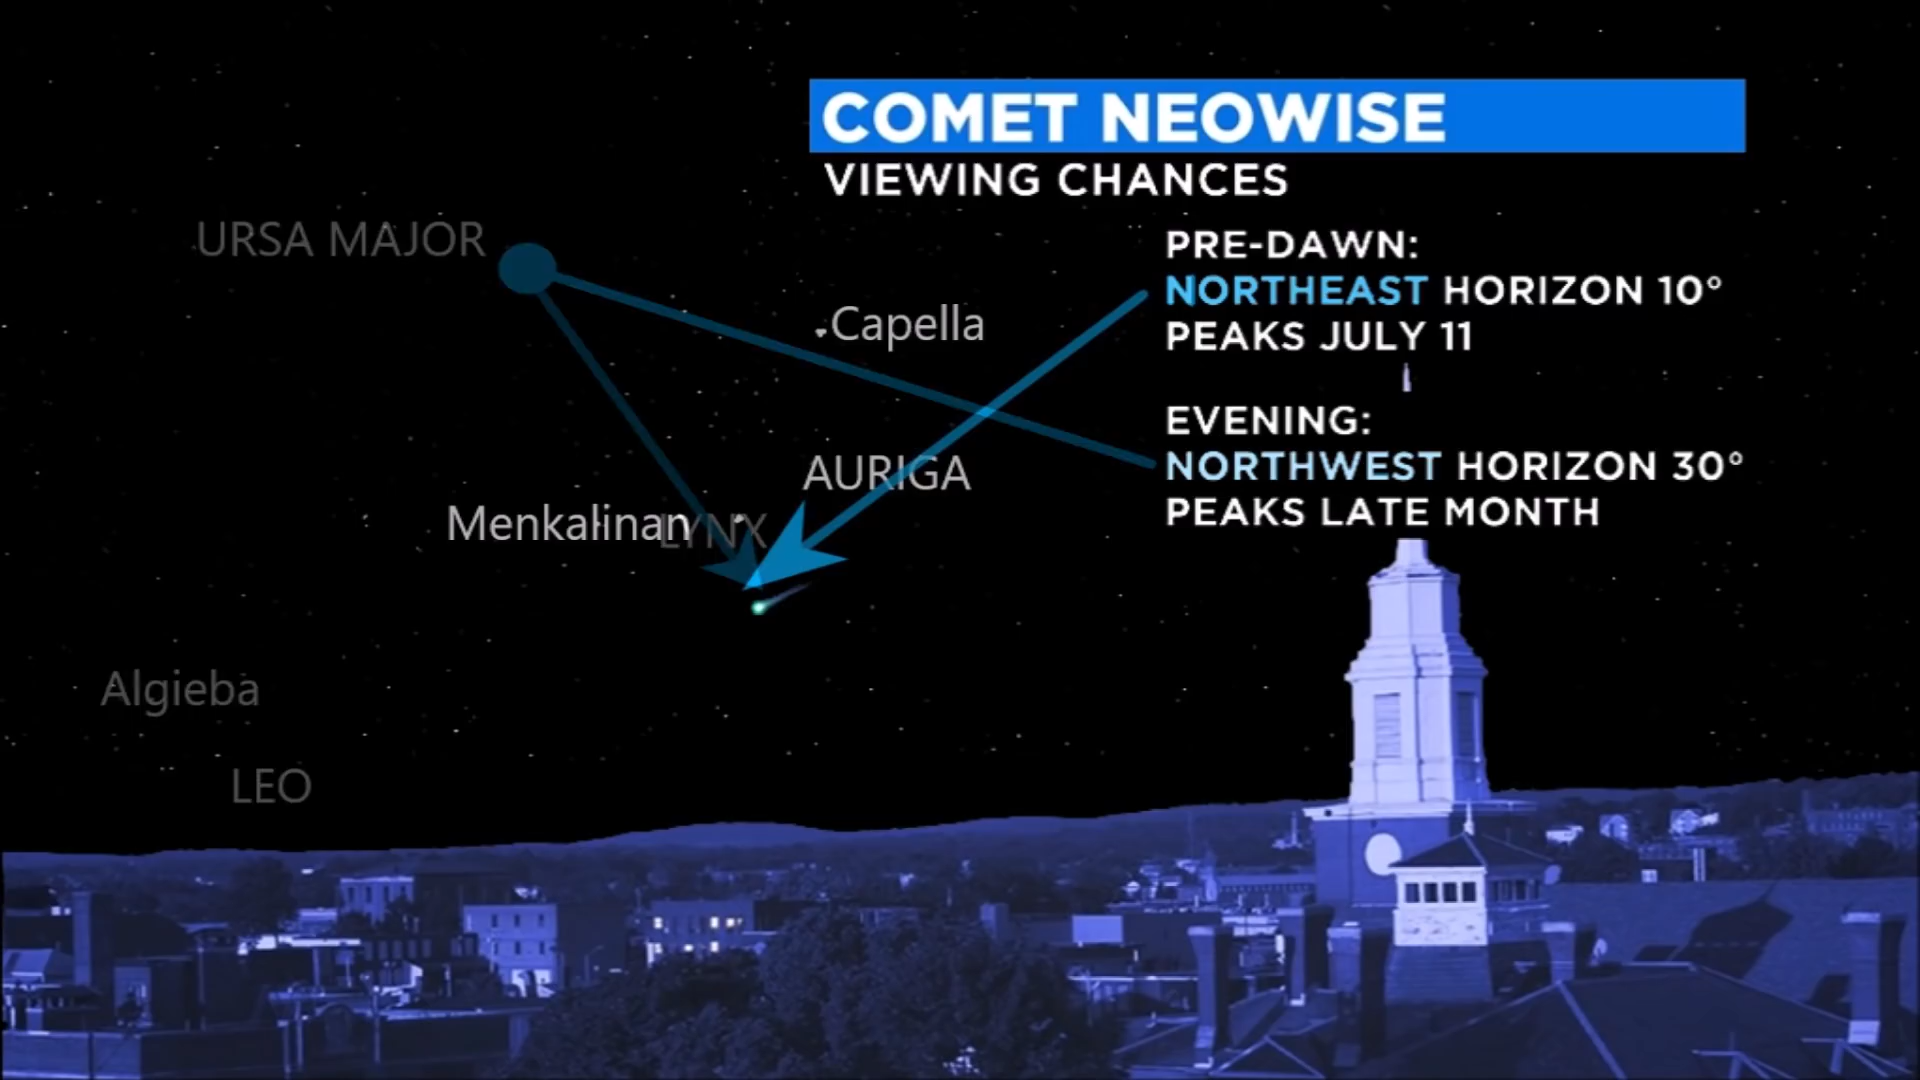 COMET NEOWISE
VIEWING CHANCES
URSA MAJOR
PRE-DAWN:
NORTHEAST HORIZON 10°
PEAKS JULY 11
Capella
EVENING:
NORTHWEST HORIZON 30°
PEAKS LATE MONTH
AURIGA
Menkalinan
LYNX
Algieba
LEO